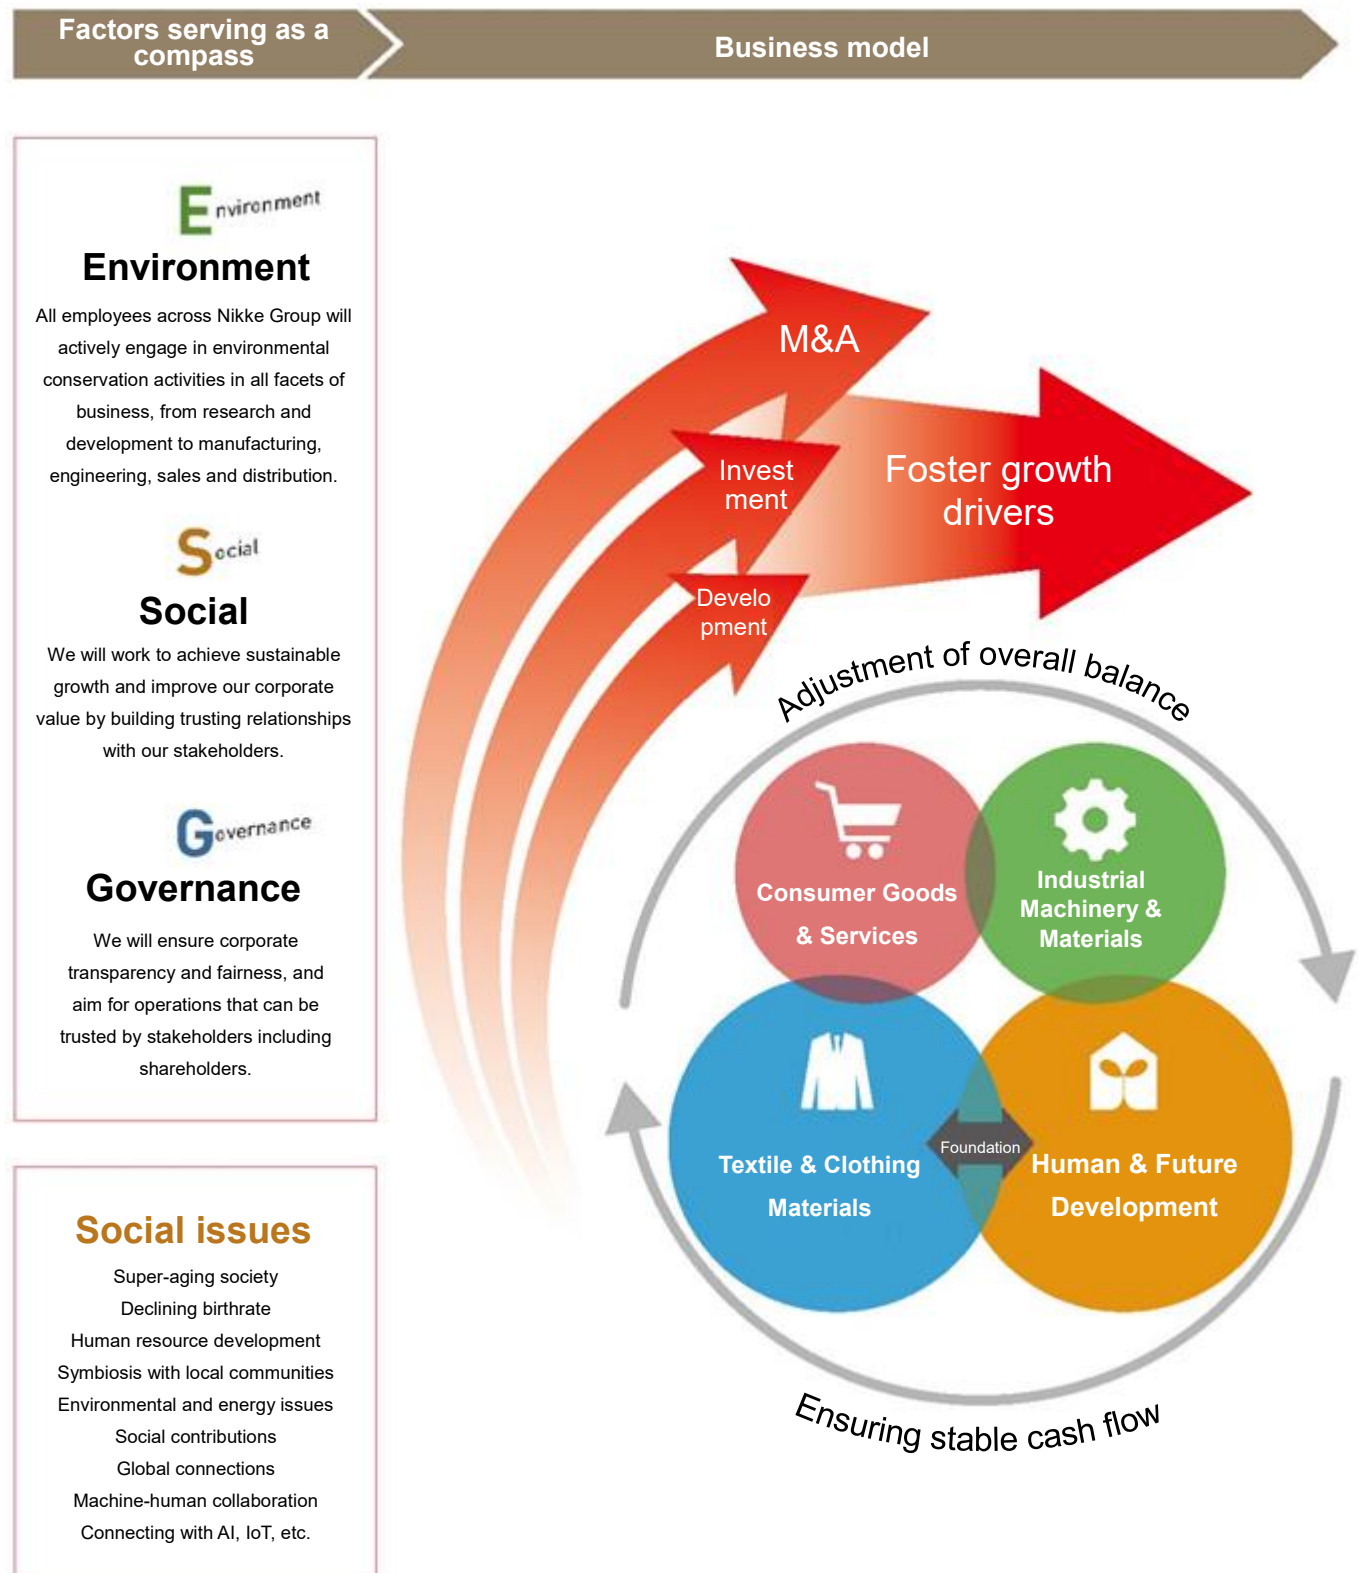 Factors serving as a
compass
Business model
Environment
Environment
All employees across Nikke Group will
actively engage in environmental
conservation activities in all facets of
business, from research and
development to manufacturing,
engineering, sales and distribution.
Social
Social
We will work to achieve sustainable
growth and improve our corporate
value by building trusting relationships
with our stakeholders.
Governance
Governance
We will ensure corporate
transparency and fairness, and
aim for operations that can be
trusted by stakeholders including
shareholders.
Social issues
Super-aging society
Declining birthrate
Human resource development
Symbiosis with local communities
Environmental and energy issues
Social contributions
Global connections
Machine-human collaboration
Connecting with AI, IoT, etc.
M&A
Invest
ment
Develo
pment
Foster growth
drivers
Adjustment of overall balance
Consumer Goods
& Services
Industrial
Machinery &
Materials
Textile & Clothing
Materials
Foundation
Human & Future
Development
Ensuring stable cash flow